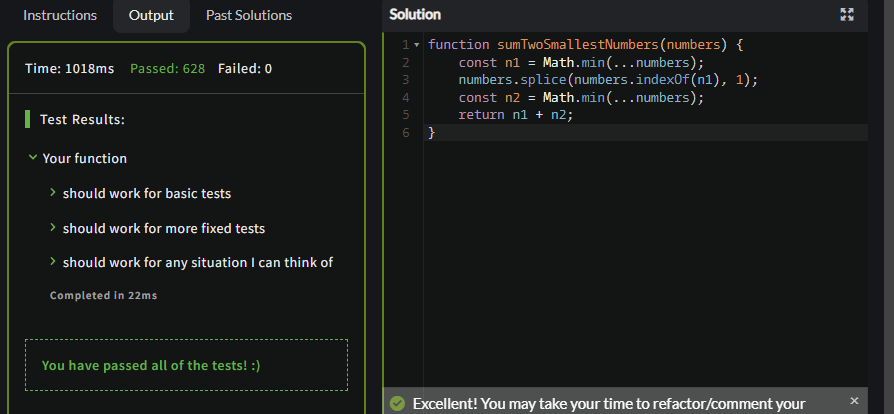 Instructions
Output
Past Solutions
Time: 1018ms Passed: 628 Failed: 0
Test Results:
Your function
should work for basic tests
should work for more fixed tests
should work for any situation I can think of
Completed in 22ms
You have passed all of the tests! :)
Solution
1 function sumTwoSmallestNumbers(numbers) {
2 const n1 = Math.min(...numbers);
3 numbers.splice(numbers.indexOf(n1), 1);
4 const n2 = Math.min(...numbers);
5 return n1 + n2;
6 }
Excellent! You may take your time to refactor/comment your